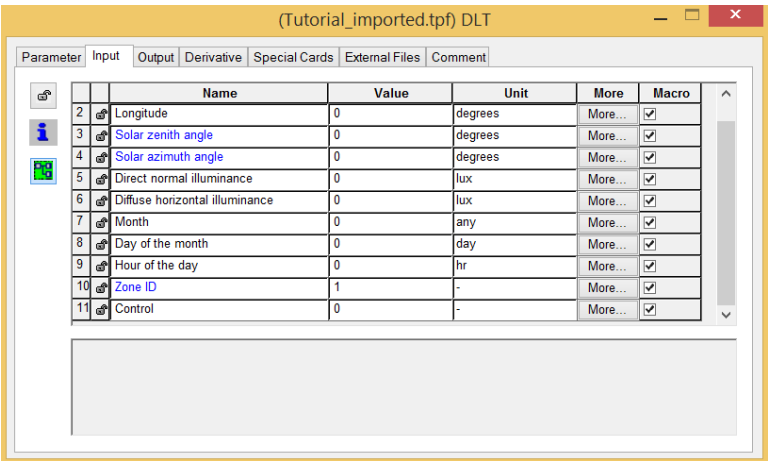 (Tutorial_imported.tpf) DLT
Parameter Input Output Derivative Special Cards External Files Comment
Name Value Unit More Macro
2 Longitude 0 degrees More...
3 Solar zenith angle 0 degrees More...
4 Solar azimuth angle 0 degrees More...
5 Direct normal illuminance 0 lux More...
6 Diffuse horizontal illuminance 0 lux More...
7 Month 0 any More...
8 Day of the month 0 day More...
9 Hour of the day 0 hr More...
10 Zone ID 1 - More...
11 Control 0 - More...